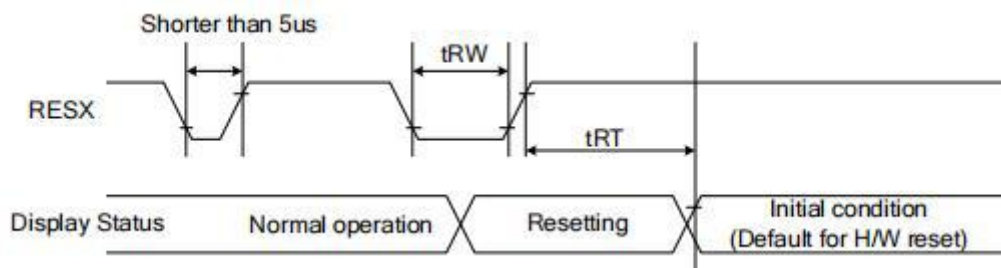 Shorter than 5us
tRW
RESX
tRT
Display Status
Normal operation
Resetting
Initial condition
(Default for H/W reset)